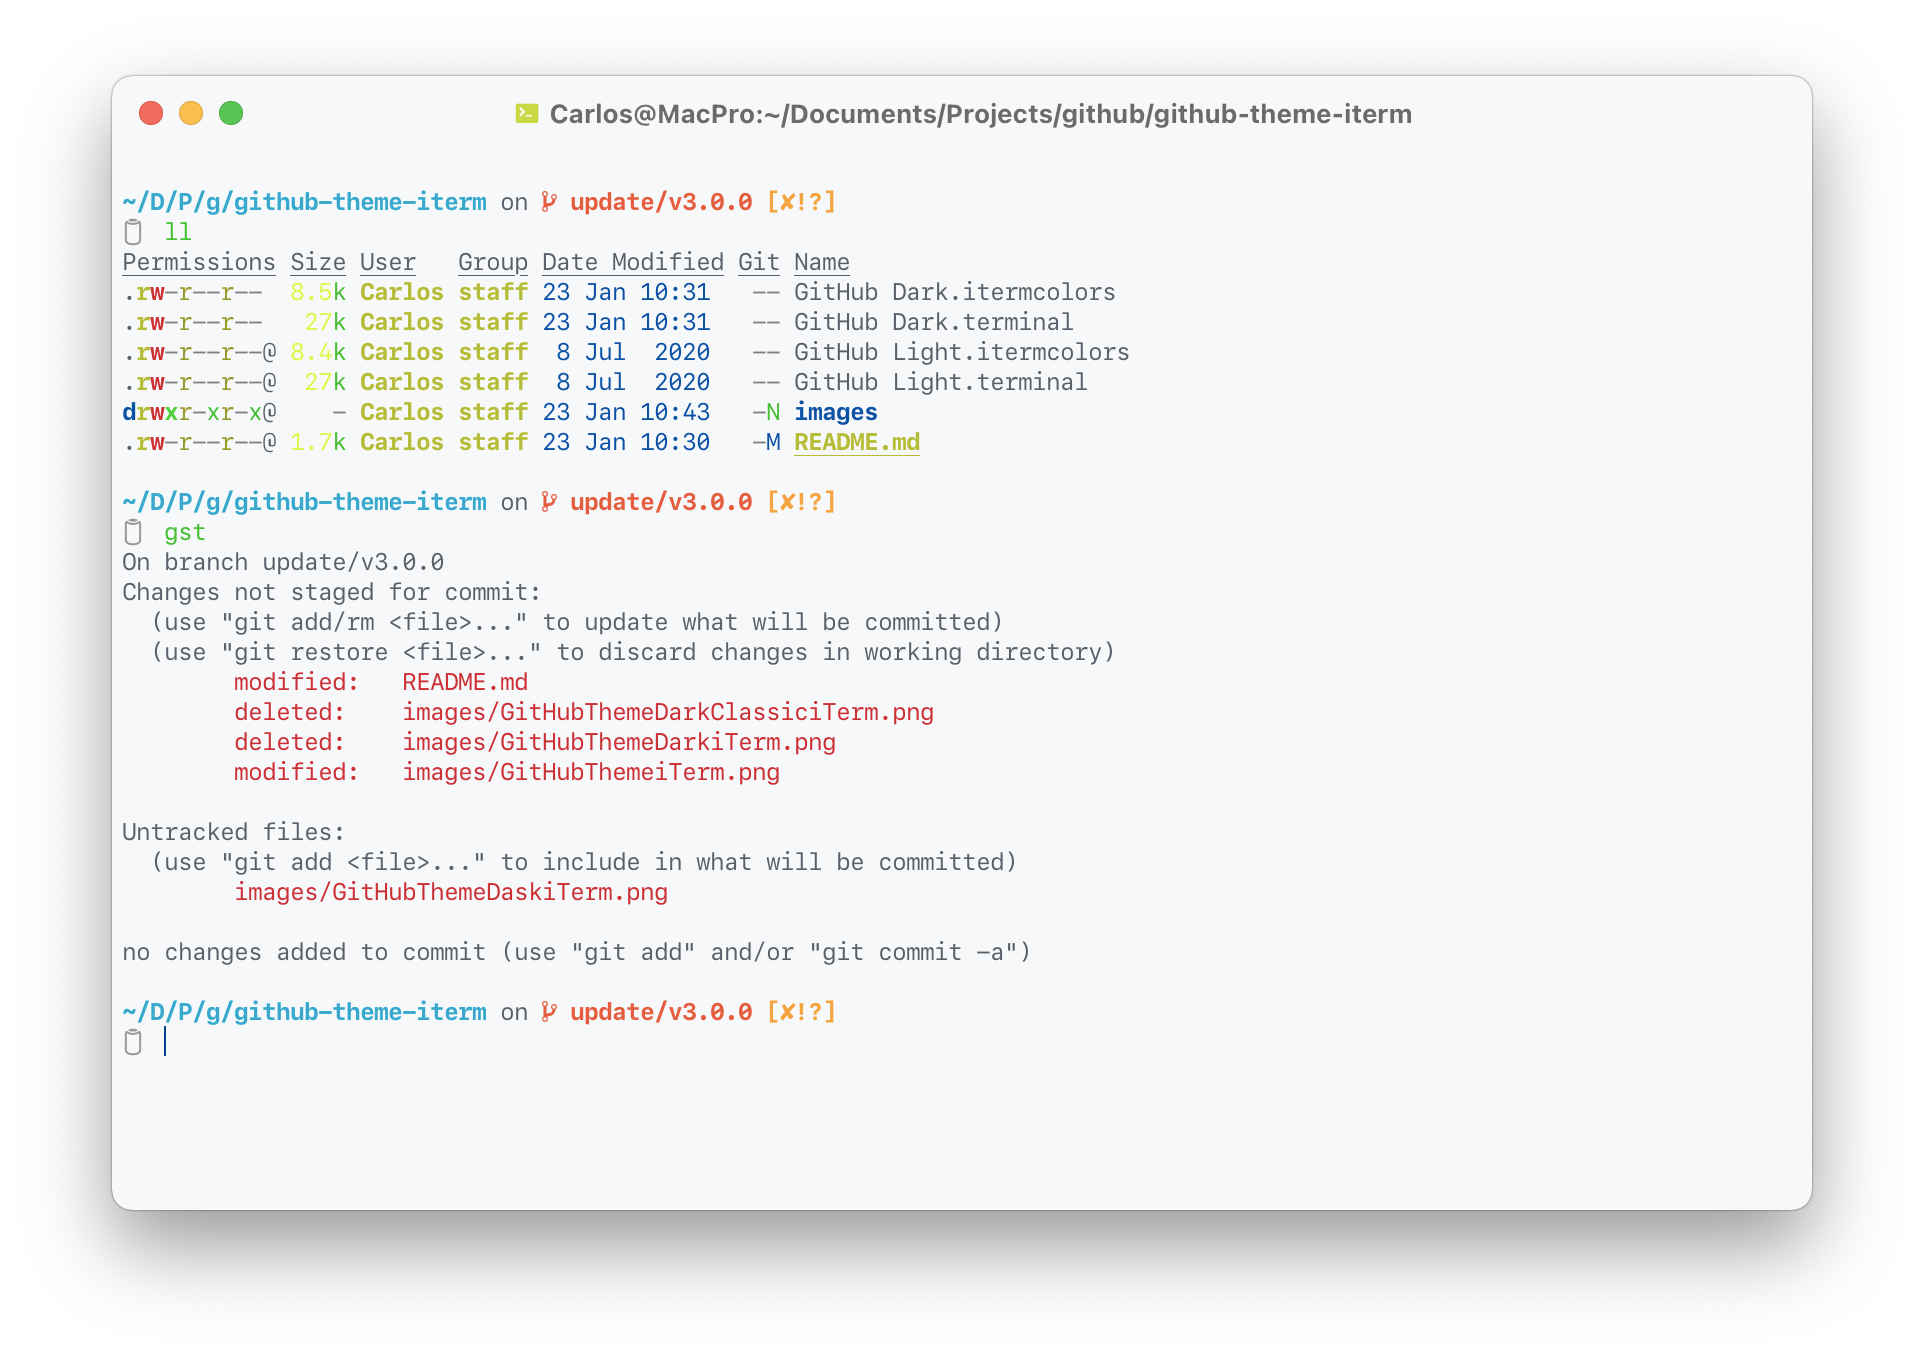 Carlos@MacPro:~/Documents/Projects/github/github-theme-iterm
~/D/P/g/github-theme-iterm on update/v3.0.0 [✘!?]
ll
Permissions Size User   Group Date Modified Git Name
.rw-r--r--  8.5k Carlos staff 23 Jan 10:31   -- GitHub Dark.itermcolors
.rw-r--r--   27k Carlos staff 23 Jan 10:31   -- GitHub Dark.terminal
.rw-r--r--@ 8.4k Carlos staff  8 Jul  2020   -- GitHub Light.itermcolors
.rw-r--r--@  27k Carlos staff  8 Jul  2020   -- GitHub Light.terminal
drwxr-xr-x@    - Carlos staff 23 Jan 10:43   -N images
.rw-r--r--@ 1.7k Carlos staff 23 Jan 10:30   -M README.md
~/D/P/g/github-theme-iterm on update/v3.0.0 [✘!?]
gst
On branch update/v3.0.0
Changes not staged for commit:
  (use "git add/rm <file>..." to update what will be committed)
  (use "git restore <file>..." to discard changes in working directory)
        modified:   README.md
        deleted:    images/GitHubThemeDarkClassiciTerm.png
        deleted:    images/GitHubThemeDarkiTerm.png
        modified:   images/GitHubThemeiTerm.png
Untracked files:
  (use "git add <file>..." to include in what will be committed)
        images/GitHubThemeDaskiTerm.png
no changes added to commit (use "git add" and/or "git commit -a")
~/D/P/g/github-theme-iterm on update/v3.0.0 [✘!?]